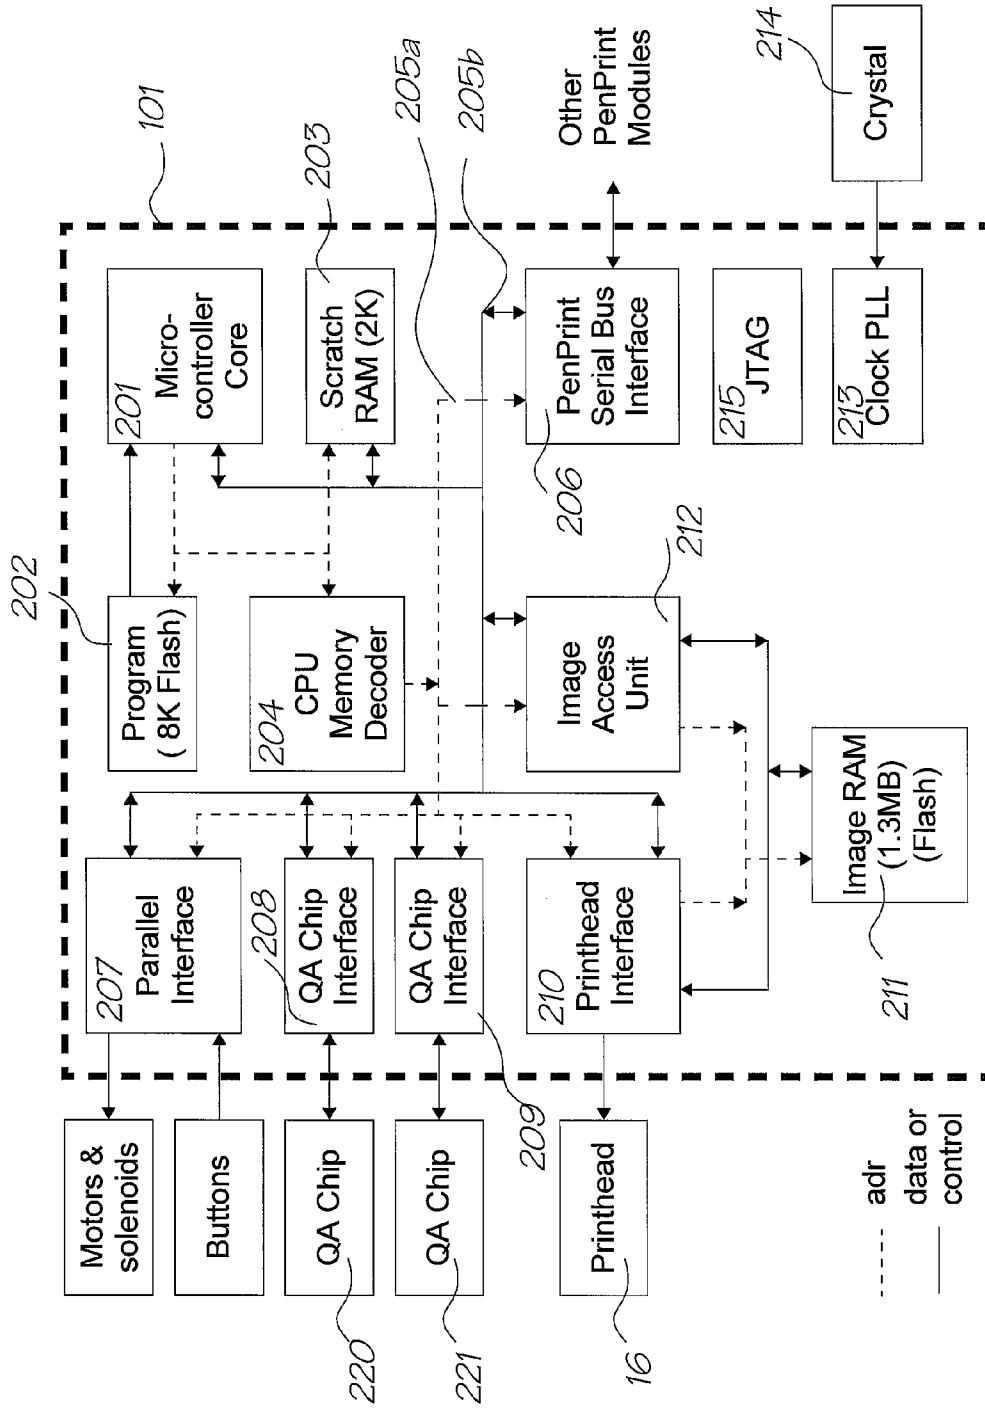 101
202
Program
( 8K Flash)
201
Micro-
controller
Core
203
Scratch
RAM (2K)
204
CPU
Memory
Decoder
205a
205b
Motors &
solenoids
Buttons
207
Parallel
Interface
208
QA Chip
Interface
QA Chip
220
QA Chip
Interface
209
QA Chip
221
206
PenPrint
Serial Bus
Interface
Other
PenPrint
Modules
212
Image
Access
Unit
210
Printhead
Interface
Printhead
16
215
JTAG
213
Clock PLL
214
Crystal
Image RAM
(1.3MB)
(Flash)
211
adr
data or
control